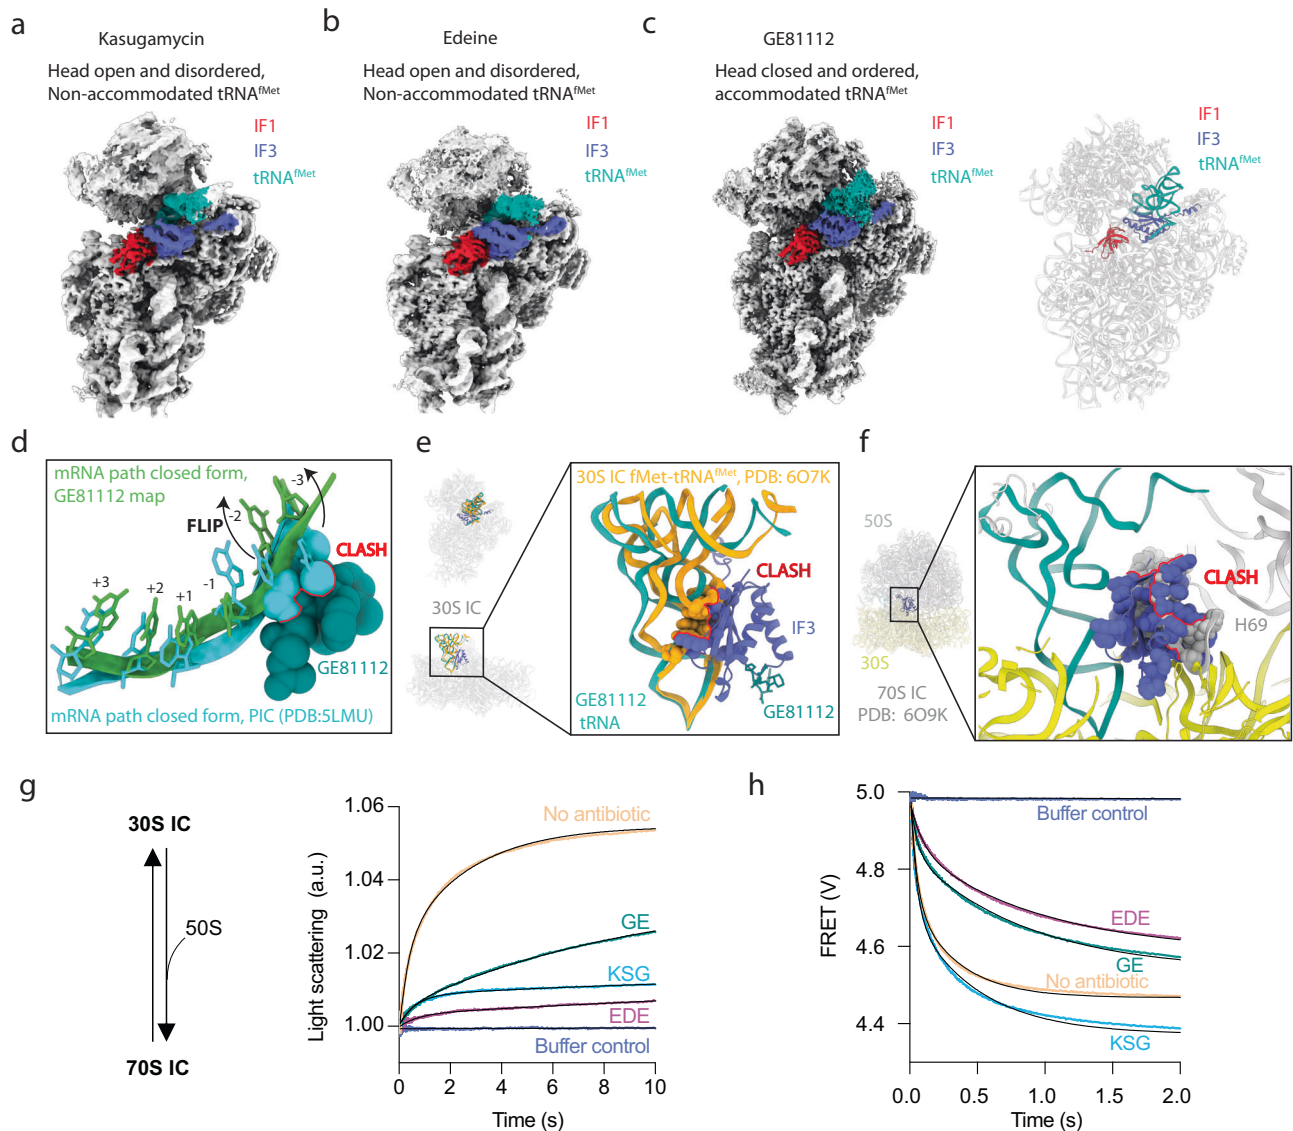 a
Kasugamycin
Head open and disordered,
Non-accommodated tRNAfMet
IF1
IF3
tRNAfMet
b
Edeine
Head open and disordered,
Non-accommodated tRNAfMet
IF1
IF3
tRNAfMet
c
GE81112
Head closed and ordered,
accommodated tRNAfMet
IF1
IF3
tRNAfMet
IF1
IF3
tRNAfMet
d
mRNA path closed form,
GE81112 map
-3
-2
FLIP
CLASH
+3
+2
+1
-1
GE81112
mRNA path closed form, PIC (PDB:5LMU)
e
30S IC
30S IC fMet-tRNAfMet, PDB: 6O7K
CLASH
IF3
GE81112
tRNA
GE81112
f
50S
30S
70S IC
PDB: 6O9K
CLASH
H69
g
30S IC
50S
70S IC
Light scattering (a.u.)
1.06
1.04
1.02
1.00
No antibiotic
GE
KSG
EDE
Buffer control
0 2 4 6 8 10
Time (s)
h
FRET (V)
5.0
4.8
4.6
4.4
Buffer control
EDE
GE
No antibiotic
KSG
0.0 0.5 1.0 1.5 2.0
Time (s)